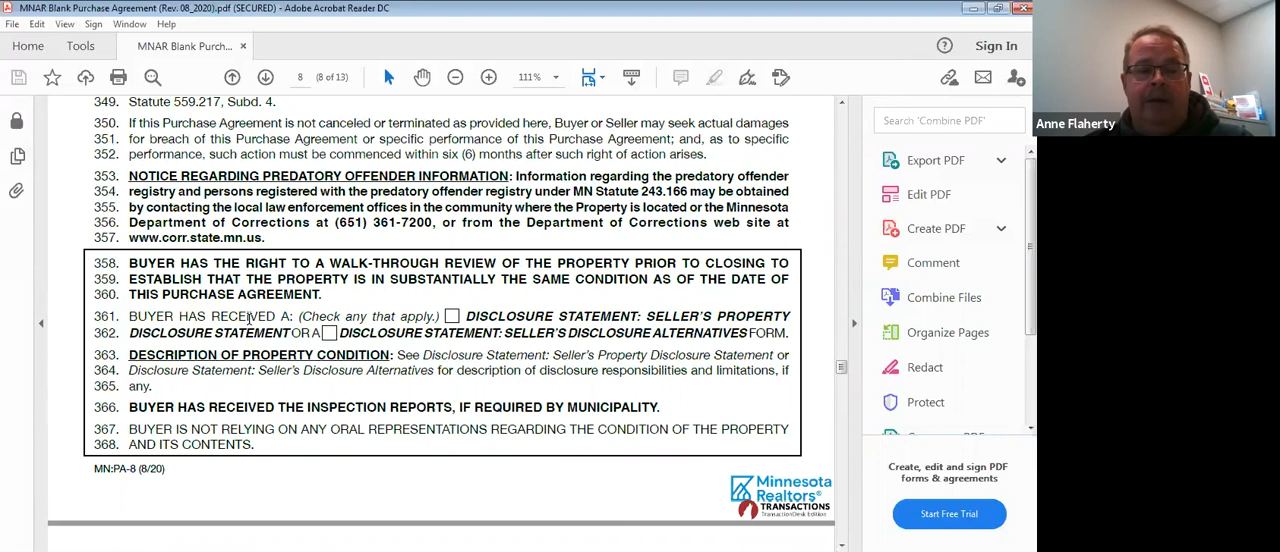 MNAR Blank Purchase Agreement (Rev. 08_2020).pdf (SECURED) - Adobe Acrobat Reader DC
File Edit View Sign Window Help
Home Tools MNAR Blank Purch... × Sign In
8 (8 of 13) 111%
349. Statute 559.217, Subd. 4.
350. If this Purchase Agreement is not canceled or terminated as provided here, Buyer or Seller may seek actual damages
351. for breach of this Purchase Agreement or specific performance of this Purchase Agreement; and, as to specific
352. performance, such action must be commenced within six (6) months after such right of action arises.
353. NOTICE REGARDING PREDATORY OFFENDER INFORMATION: Information regarding the predatory offender
354. registry and persons registered with the predatory offender registry under MN Statute 243.166 may be obtained
355. by contacting the local law enforcement offices in the community where the Property is located or the Minnesota
356. Department of Corrections at (651) 361-7200, or from the Department of Corrections web site at
357. www.corr.state.mn.us.
358. BUYER HAS THE RIGHT TO A WALK-THROUGH REVIEW OF THE PROPERTY PRIOR TO CLOSING TO
359. ESTABLISH THAT THE PROPERTY IS IN SUBSTANTIALLY THE SAME CONDITION AS OF THE DATE OF
360. THIS PURCHASE AGREEMENT.
361. BUYER HAS RECEIVED A: (Check any that apply.) DISCLOSURE STATEMENT: SELLER'S PROPERTY
362. DISCLOSURE STATEMENT OR A DISCLOSURE STATEMENT: SELLER'S DISCLOSURE ALTERNATIVES FORM.
363. DESCRIPTION OF PROPERTY CONDITION: See Disclosure Statement: Seller's Property Disclosure Statement or
364. Disclosure Statement: Seller's Disclosure Alternatives for description of disclosure responsibilities and limitations, if
365. any.
366. BUYER HAS RECEIVED THE INSPECTION REPORTS, IF REQUIRED BY MUNICIPALITY.
367. BUYER IS NOT RELYING ON ANY ORAL REPRESENTATIONS REGARDING THE CONDITION OF THE PROPERTY
368. AND ITS CONTENTS.
MN:PA-8 (8/20)
Minnesota
Realtors®
TRANSACTIONS
TransactionDesk Edition
Search 'Combine PDF'
Export PDF
Edit PDF
Create PDF
Comment
Combine Files
Organize Pages
Redact
Protect
Create, edit and sign PDF
forms & agreements
Start Free Trial
Anne Flaherty